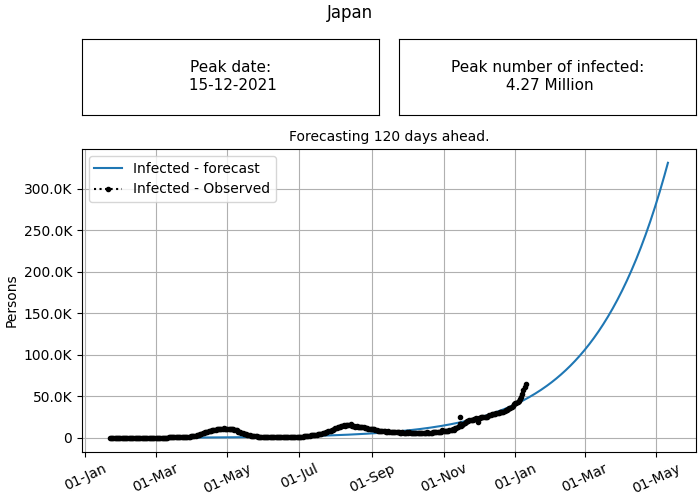 Japan
Peak date:
15-12-2021
Peak number of infected:
4.27 Million
Forecasting 120 days ahead.
Infected - forecast
Infected - Observed
Persons
300.0K
250.0K
200.0K
150.0K
100.0K
50.0K
0
01-Jan
01-Mar
01-May
01-Jul
01-Sep
01-Nov
01-Jan
01-Mar
01-May